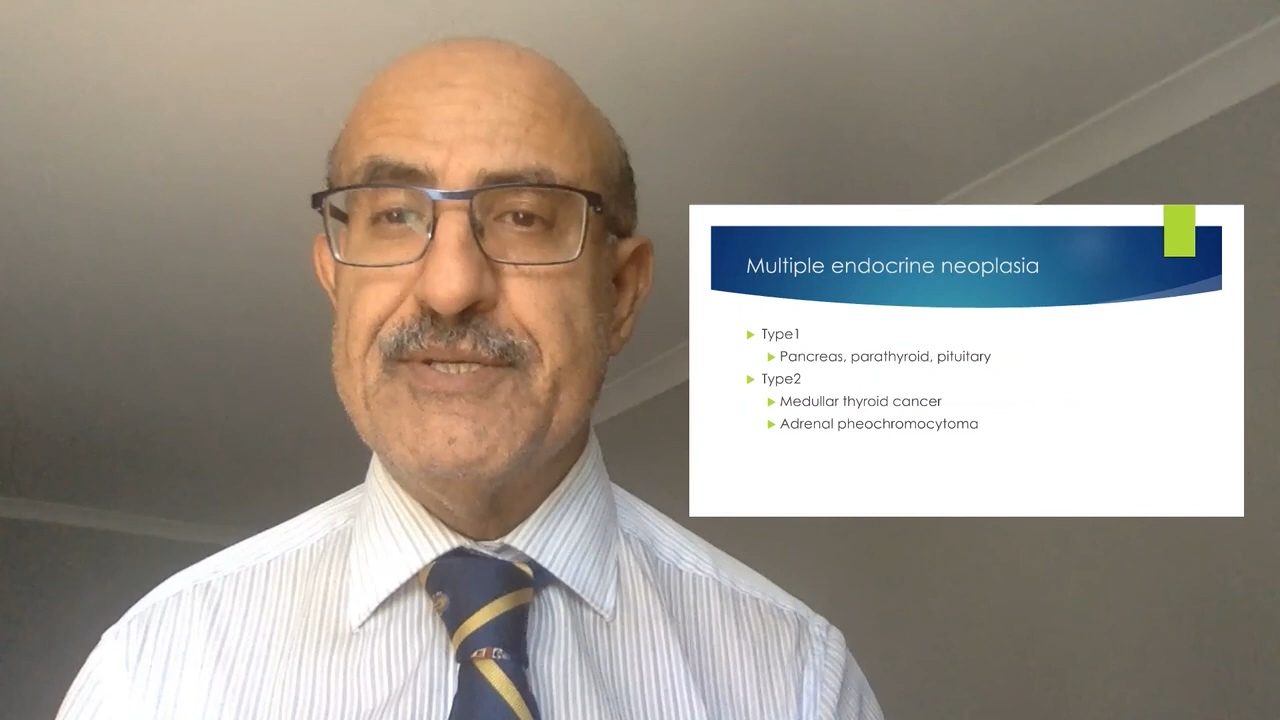 Multiple endocrine neoplasia
Type1
Pancreas, parathyroid, pituitary
Type2
Medullar thyroid cancer
Adrenal pheochromocytoma